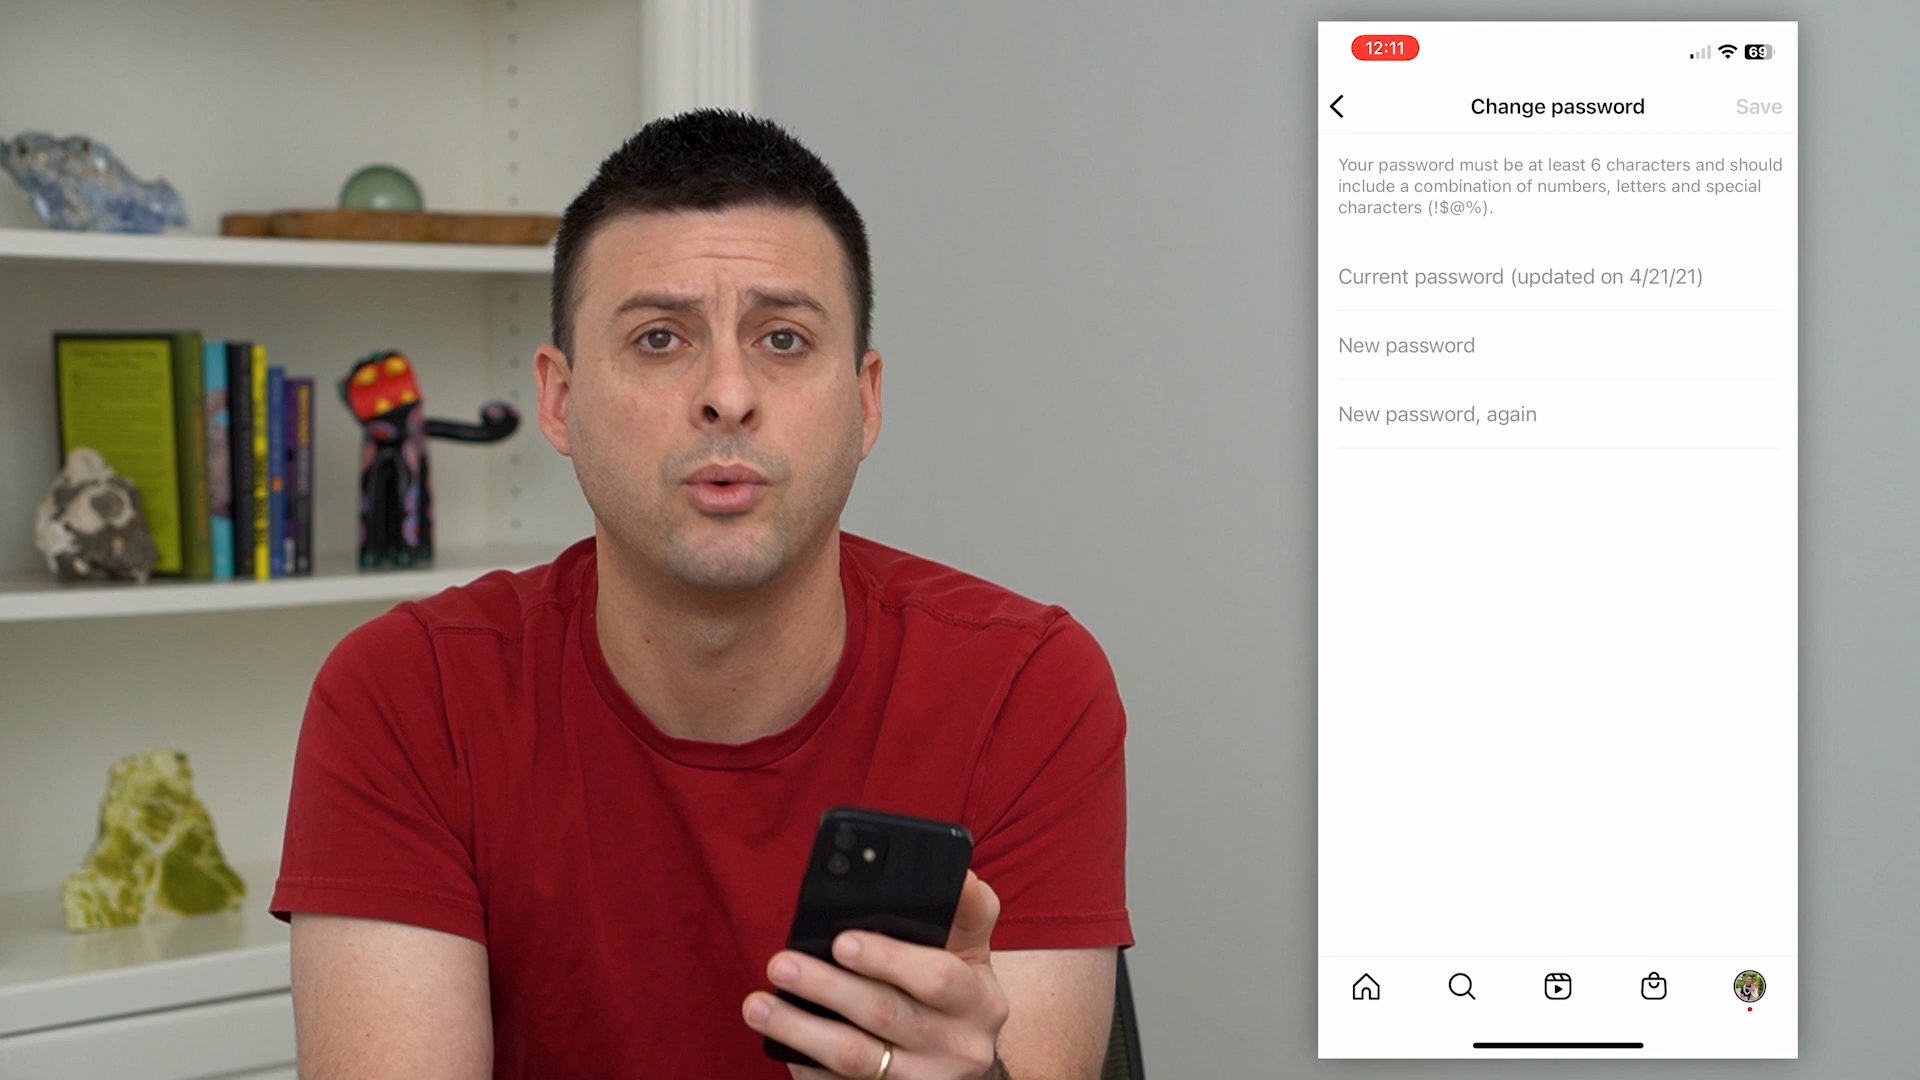 12:11
69
Change password
Save
Your password must be at least 6 characters and should
include a combination of numbers, letters and special
characters (!$@%).
Current password (updated on 4/21/21)
New password
New password, again